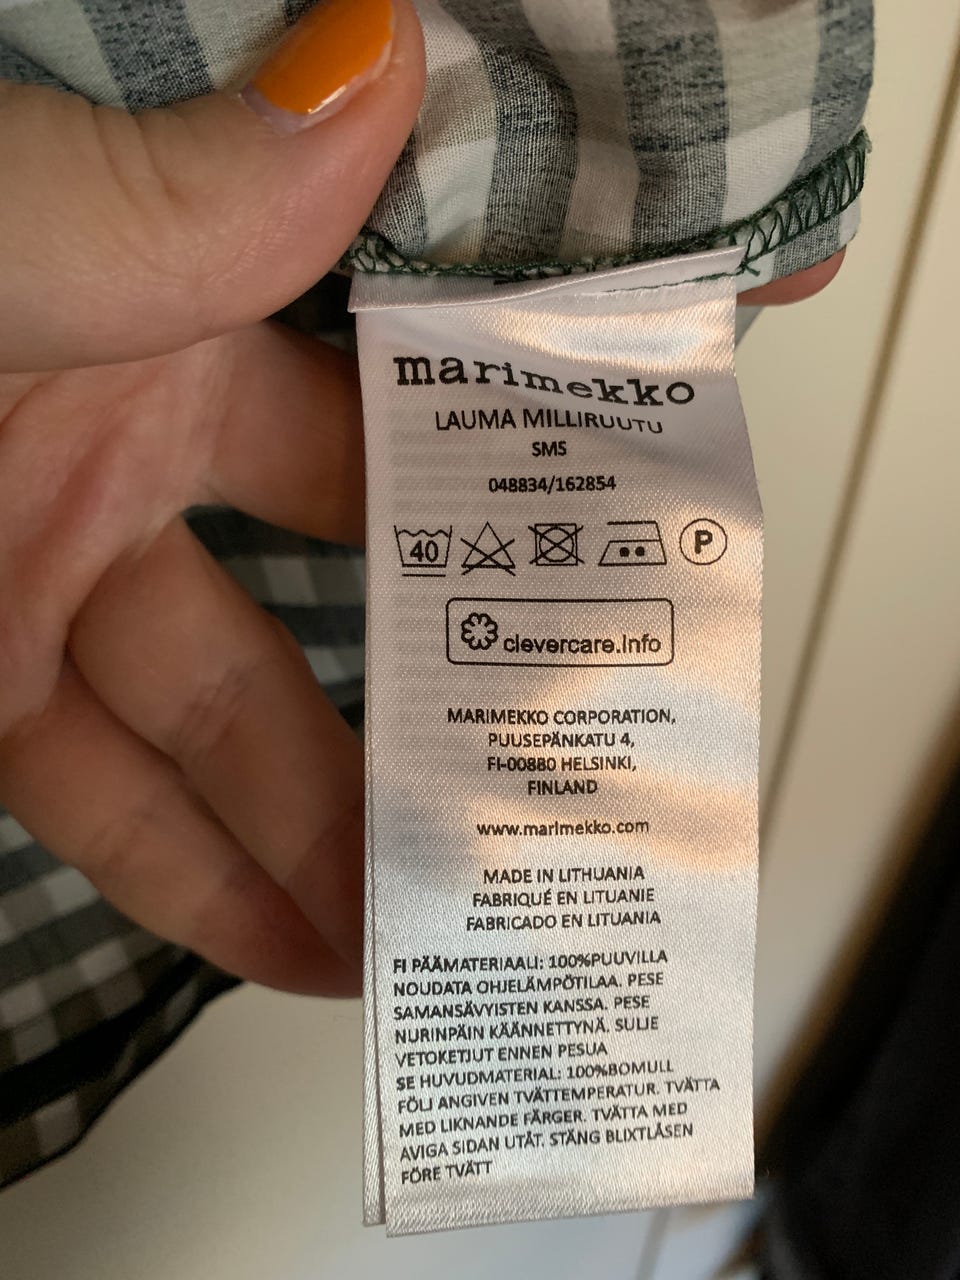 marimekko
LAUMA MILLIRUUTU
SMS
048834/162854
40 P
clevercare.info
MARIMEKKO CORPORATION,
PUUSEPÄNKATU 4,
FI-00880 HELSINKI,
FINLAND
www.marimekko.com
MADE IN LITHUANIA
FABRIQUÉ EN LITUANIE
FABRICADO EN LITUANIA
FI PÄÄMATERIAALI: 100%PUUVILLA
NOUDATA OHJELÄMPÖTILAA. PESE
SAMANSÄVYISTEN KANSSA. PESE
NURINPÄIN KÄÄNNETTYNÄ. SULJE
VETOKETJUT ENNEN PESUA
SE HUVUDMATERIAL: 100%BOMULL
FÖLJ ANGIVEN TVÄTTEMPERATUR. TVÄTTA
MED LIKNANDE FÄRGER. TVÄTTA MED
AVIGA SIDAN UTÅT. STÄNG BLIXTLÅSEN
FÖRE TVÄTT